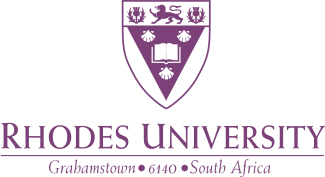 RHODES UNIVERSITY
Grahamstown • 6140 • South Africa